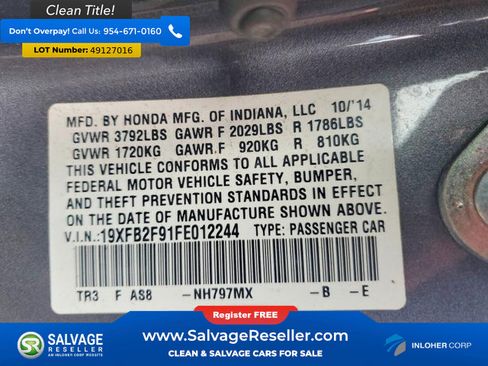 Clean Title!
Don't Overpay! Call Us: 954-671-0160
LOT Number 49127016
MFD. BY HONDA MFG. OF INDIANA, LLC 10/'14
GVWR 3792LBS GAWR F 2029LBS R 1786LBS
GVWR 1720KG GAWR F 920KG R 810KG
THIS VEHICLE CONFORMS TO ALL APPLICABLE
FEDERAL MOTOR VEHICLE SAFETY, BUMPER,
AND THEFT PREVENTION STANDARDS IN EFFECT
ON THE DATE OF MANUFACTURE SHOWN ABOVE.
V.I.N.:19XFB2F91FE012244 TYPE: PASSENGER CAR
TR3 F AS8 -NH797MX -B -E
Register FREE
SALVAGE
RESELLER
AN INLOHER CORP WEBSITE
www.SalvageReseller.com
CLEAN & SALVAGE CARS FOR SALE
INLOHER CORP